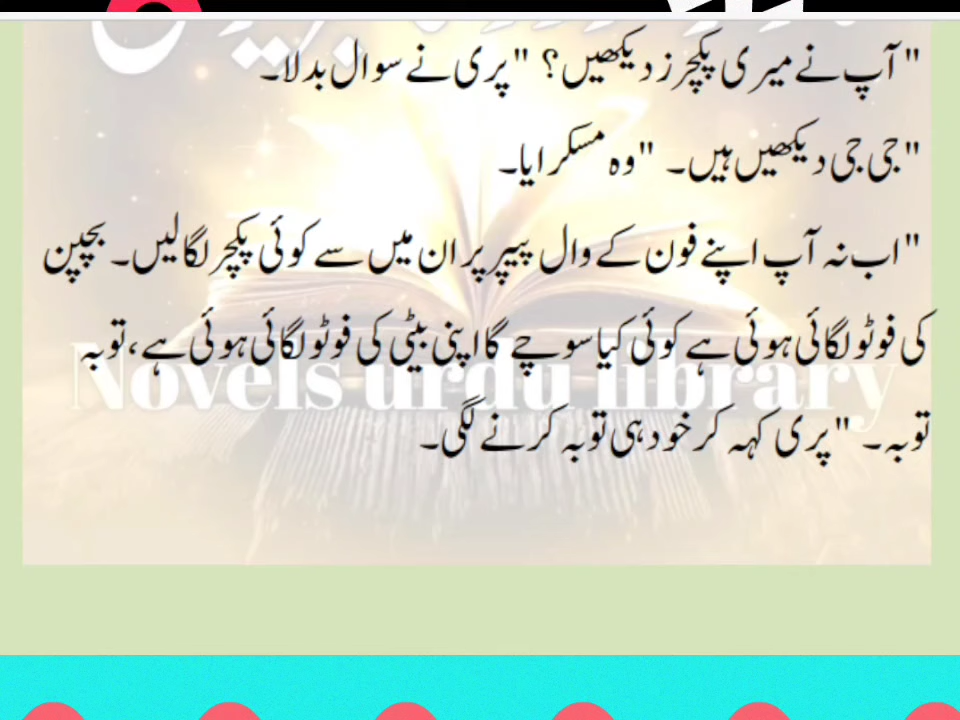 "آپ نے میری پکچرز دیکھیں؟ "پری نے سوال بدلا۔
"جی جی دیکھیں ہیں۔ "وہ مسکرایا۔
"اب نہ آپ اپنے فون کے وال پیپر پر ان میں سے کوئی پکچر لگالیں۔ بچپن
کی فوٹو لگائی ہوئی ہے کوئی کیا سوچے گا اپنی بیٹی کی فوٹو لگائی ہوئی ہے، توبہ
Novels urdu library
توبہ۔ "پری کہہ کر خود ہی توبہ کرنے لگی۔